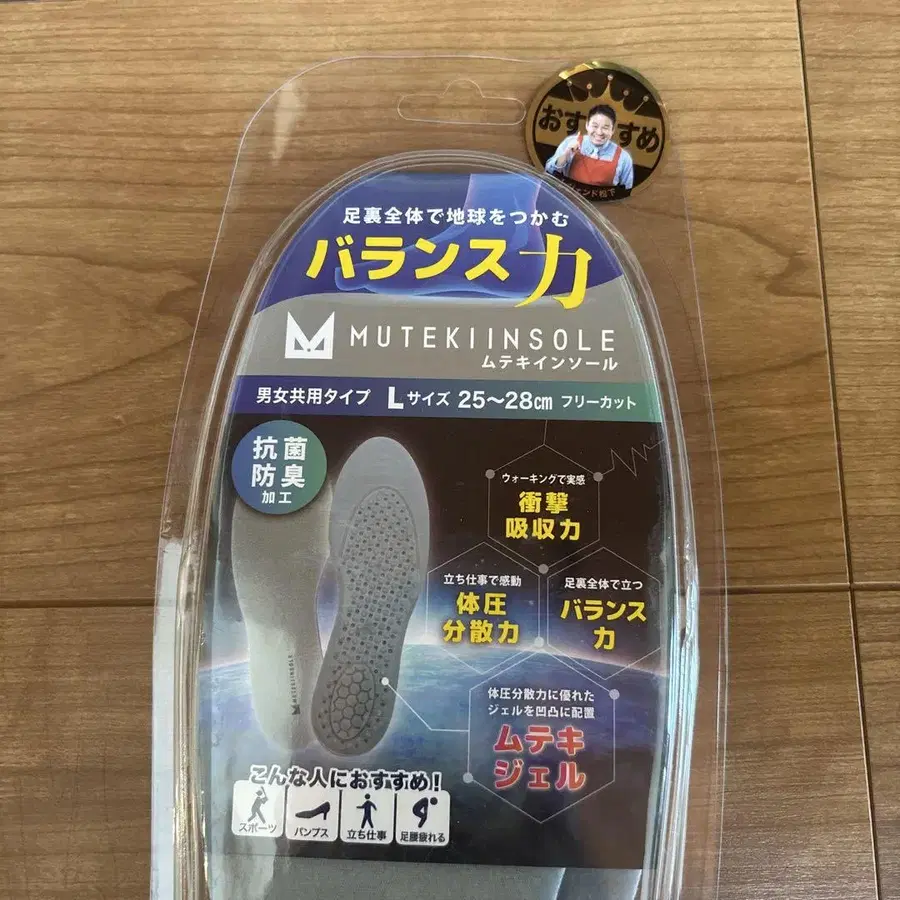 おすすめ
ェンド松下
足裏全体で地球をつかむ
バランス力
MUTEKIINSOLE
ムテキインソール
男女共用タイプ Lサイズ 25〜28cm フリーカット
抗菌
防臭
加工
ウォーキングで実感
衝撃
吸収力
立ち仕事で感動
体圧
分散力
足裏全体で立つ
バランス
力
体圧分散力に優れた
ジェルを凹凸に配置
ムテキ
ジェル
MUTEKIINSOLE
こんな人におすすめ!
スポーツ
パンプス
立ち仕事
足腰疲れる